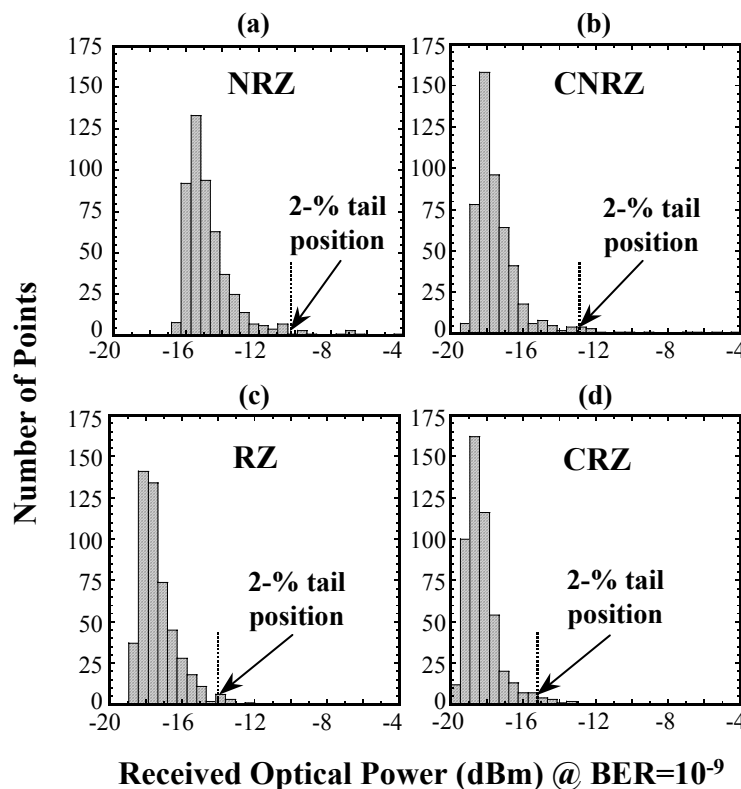 (a)
NRZ
2-% tail
position
175
150
125
100
75
50
25
0
-20 -16 -12 -8 -4
(b)
CNRZ
2-% tail
position
175
150
125
100
75
50
25
0
-20 -16 -12 -8 -4
(c)
RZ
2-% tail
position
175
150
125
100
75
50
25
0
-20 -16 -12 -8 -4
(d)
CRZ
2-% tail
position
175
150
125
100
75
50
25
0
-20 -16 -12 -8 -4
Number of Points
Received Optical Power (dBm) @ BER=10⁻⁹